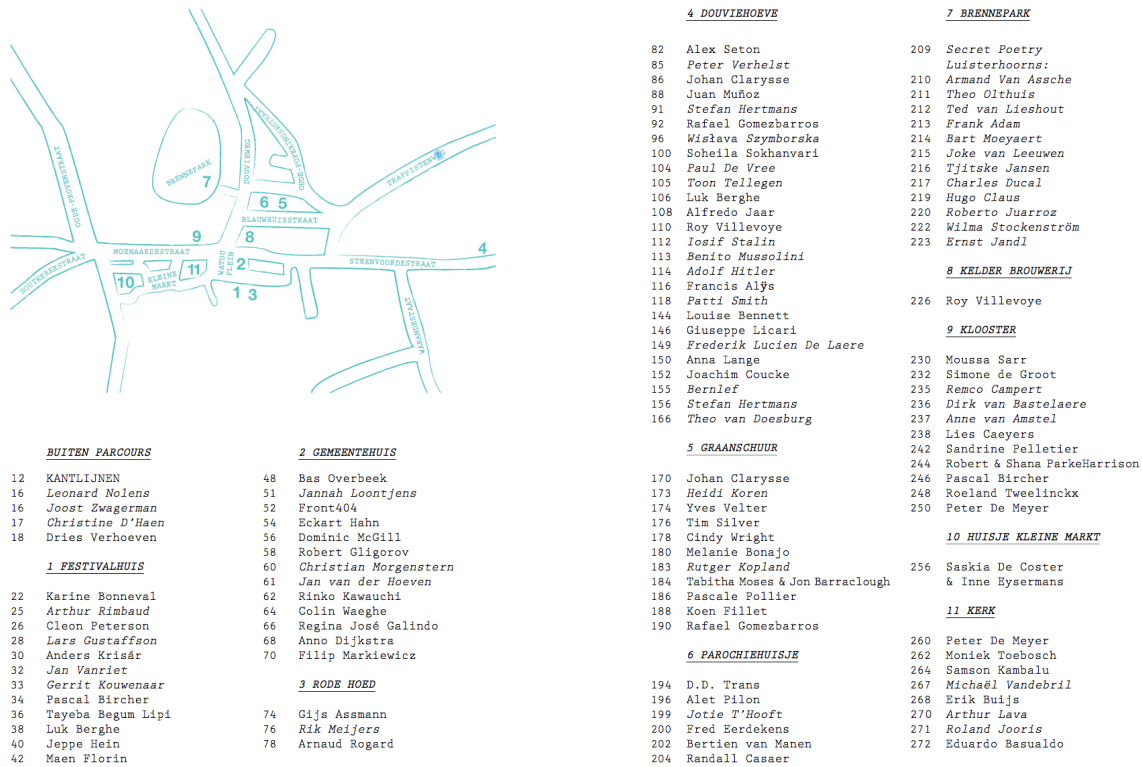 OUDE-PROVENSTRAAT
HOUTKERKESTRAAT
BRENNEPARK
7
DOUVIEWEG
OUDE-POPERINGSESTRAAT
TRAPPISTENWEG
6 5
BLAUWHUISSTRAAT
9
8
4
MOENAARDESTRAAT
WATOU
PLEIN
2
STEENVOORDESTRAAT
10
KLEINE
MARKT
11
1 3
WARANDESTRAAT
BUITEN PARCOURS
12 KANTLIJNEN
16 Leonard Nolens
16 Joost Zwagerman
17 Christine D'Haen
18 Dries Verhoeven
1 FESTIVALHUIS
22 Karine Bonneval
25 Arthur Rimbaud
26 Cleon Peterson
28 Lars Gustaffson
30 Anders Krisár
32 Jan Vanriet
33 Gerrit Kouwenaar
34 Pascal Bircher
36 Tayeba Begum Lipi
38 Luk Berghe
40 Jeppe Hein
42 Maen Florin
2 GEMEENTEHUIS
48 Bas Overbeek
51 Jannah Loontjens
52 Front404
54 Eckart Hahn
56 Dominic McGill
58 Robert Gligorov
60 Christian Morgenstern
61 Jan van der Hoeven
62 Rinko Kawauchi
64 Colin Waeghe
66 Regina José Galindo
68 Anno Dijkstra
70 Filip Markiewicz
3 RODE HOED
74 Gijs Assmann
76 Rik Meijers
78 Arnaud Rogard
4 DOUVIEHOEVE
82 Alex Seton
85 Peter Verhelst
86 Johan Clarysse
88 Juan Muñoz
91 Stefan Hertmans
92 Rafael Gomezbarros
96 Wisława Szymborska
100 Soheila Sokhanvari
104 Paul De Vree
105 Toon Tellegen
106 Luk Berghe
108 Alfredo Jaar
110 Roy Villevoye
112 Iosif Stalin
113 Benito Mussolini
114 Adolf Hitler
116 Francis Alÿs
118 Patti Smith
144 Louise Bennett
146 Giuseppe Licari
149 Frederik Lucien De Laere
150 Anna Lange
152 Joachim Coucke
155 Bernlef
156 Stefan Hertmans
166 Theo van Doesburg
5 GRAANSCHUUR
170 Johan Clarysse
173 Heidi Koren
174 Yves Velter
176 Tim Silver
178 Cindy Wright
180 Melanie Bonajo
183 Rutger Kopland
184 Tabitha Moses & Jon Barraclough
186 Pascale Pollier
188 Koen Fillet
190 Rafael Gomezbarros
6 PAROCHIEHUISJE
194 D.D. Trans
196 Alet Pilon
199 Jotie T'Hooft
200 Fred Eerdekens
202 Bertien van Manen
204 Randall Casaer
7 BRENNEPARK
209 Secret Poetry
Luisterhoorns:
210 Armand Van Assche
211 Theo Olthuis
212 Ted van Lieshout
213 Frank Adam
214 Bart Moeyaert
215 Joke van Leeuwen
216 Tjitske Jansen
217 Charles Ducal
219 Hugo Claus
220 Roberto Juarroz
222 Wilma Stockenström
223 Ernst Jandl
8 KELDER BROUWERIJ
226 Roy Villevoye
9 KLOOSTER
230 Moussa Sarr
232 Simone de Groot
235 Remco Campert
236 Dirk van Bastelaere
237 Anne van Amstel
238 Lies Caeyers
242 Sandrine Pelletier
244 Robert & Shana ParkeHarrison
246 Pascal Bircher
248 Roeland Tweelinckx
250 Peter De Meyer
10 HUISJE KLEINE MARKT
256 Saskia De Coster
& Inne Eysermans
11 KERK
260 Peter De Meyer
262 Moniek Toebosch
264 Samson Kambalu
267 Michaël Vandebril
268 Erik Buijs
270 Arthur Lava
271 Roland Jooris
272 Eduardo Basualdo